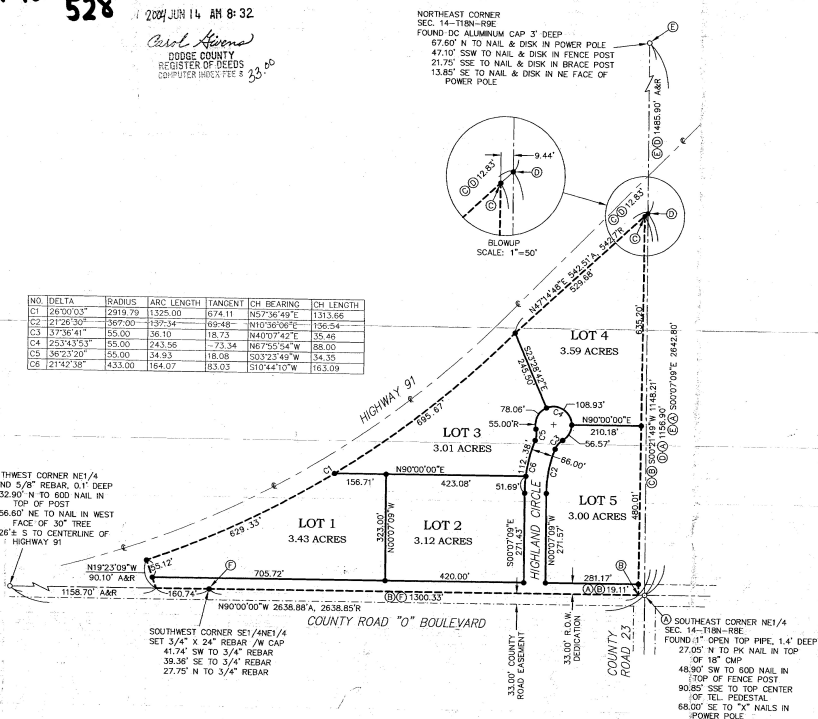 528
2004 JUN 14 AM 8:32
Carol Givens
DODGE COUNTY
REGISTER OF DEEDS
COMPUTER INDEX FEE $ 33.00
NORTHEAST CORNER
SEC. 14-T18N-R9E
FOUND DC ALUMINUM CAP 3' DEEP
67.60' N TO NAIL & DISK IN POWER POLE
47.10' SSW TO NAIL & DISK IN FENCE POST
21.75' SSE TO NAIL & DISK IN BRACE POST
13.85' SE TO NAIL & DISK IN NE FACE OF
POWER POLE
E
E D 1485.90' A&R
9.44'
C D 12.83'
D
C
BLOWUP
SCALE: 1"=50'
C D 12.83'
D
C
N47°14'48"E 542.51'A, 542.7'R
529.68'
NO. DELTA RADIUS ARC LENGTH TANGENT CH BEARING CH LENGTH
C1 26°00'03" 2919.79 1325.00 674.11 N57°36'49"E 1313.66
C2 21°26'30" 367.00 137.34 69.48 N10°36'06"E 136.54
C3 37°36'41" 55.00 36.10 18.73 N40°07'42"E 35.46
C4 253°43'53" 55.00 243.56 -73.34 N67°55'54"W 88.00
C5 36°23'20" 55.00 34.93 18.08 S03°23'49"W 34.35
C6 21°42'38" 433.00 164.07 83.03 S10°44'10"W 163.09
635.20'
LOT 4
3.59 ACRES
S23°28'42"E
245.50'
HIGHWAY 91
695.67'
C B S00°21'49"W 1148.21'
D A 1156.90'
E A S00°07'09"E 2642.80'
78.06'
C4
108.93'
55.00'R
N90°00'00"E
210.18'
C5
C3
56.57'
LOT 3
3.01 ACRES
112.38'
C6
66.00'
C2
C1
N90°00'00"E
156.71'
423.08'
51.69'
LOT 5
3.00 ACRES
490.01'
THWEST CORNER NE1/4
ND 5/8" REBAR, 0.1' DEEP
32.90' N TO 60D NAIL IN
TOP OF POST
56.60' NE TO NAIL IN WEST
FACE OF 30" TREE
26'± S TO CENTERLINE OF
HIGHWAY 91
629.33'
LOT 1
3.43 ACRES
323.00'
N00°07'09"W
LOT 2
3.12 ACRES
S00°07'09"E
271.43'
HIGHLAND CIRCLE
N00°07'09"W
271.57'
N19°23'09"W
90.10' A&R
55.12'
F
705.72'
420.00'
281.17'
B
1158.70' A&R
160.74'
B F 1300.33'
A B 19.11'
N90°00'00"W 2638.88'A, 2638.85'R
COUNTY ROAD "O" BOULEVARD
SOUTHWEST CORNER SE1/4NE1/4
SET 3/4" X 24" REBAR /W CAP
41.74' SW TO 3/4" REBAR
39.36' SE TO 3/4" REBAR
27.75' N TO 3/4" REBAR
33.00' COUNTY
ROAD EASEMENT
33.00' R.O.W.
DEDICATION
COUNTY
ROAD 23
A SOUTHEAST CORNER NE1/4
SEC. 14-T18N-R8E
FOUND 1" OPEN TOP PIPE, 1.4' DEEP
27.05' N TO PK NAIL IN TOP
OF 18" CMP
48.90' SW TO 60D NAIL IN
TOP OF FENCE POST
90.85' SSE TO TOP CENTER
OF TEL. PEDESTAL
68.00' SE TO "X" NAILS IN
POWER POLE